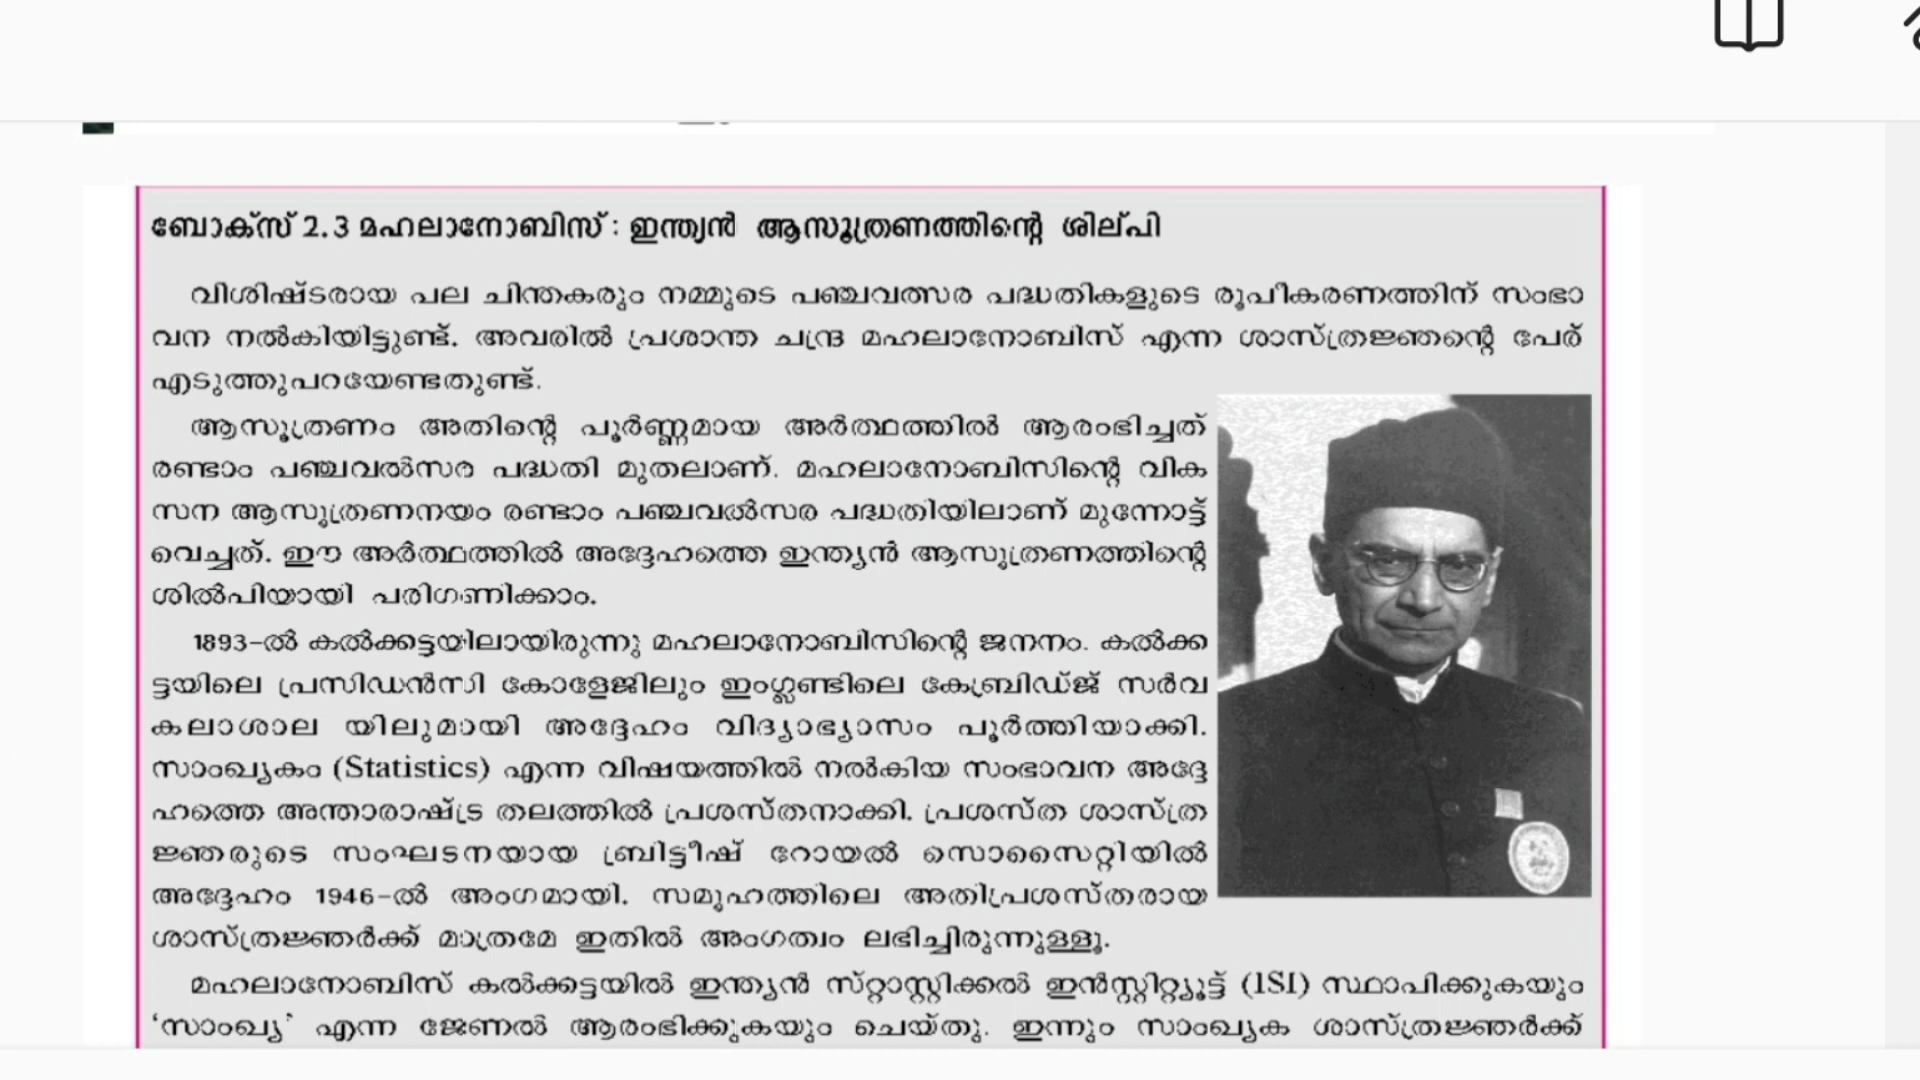 ബോക്സ് 2.3 മഹലാനോബിസ് : ഇന്ത്യൻ ആസൂത്രണത്തിന്റെ ശില്പി
വിശിഷ്ടരായ പല ചിന്തകരും നമ്മുടെ പഞ്ചവത്സര പദ്ധതികളുടെ രൂപീകരണത്തിന് സംഭാ
വന നൽകിയിട്ടുണ്ട്. അവരിൽ പ്രശാന്ത ചന്ദ്ര മഹലാനോബിസ് എന്ന ശാസ്ത്രജ്ഞന്റെ പേര്
എടുത്തുപറയേണ്ടതുണ്ട്.
ആസൂത്രണം അതിന്റെ പൂർണ്ണമായ അർത്ഥത്തിൽ ആരംഭിച്ചത്
രണ്ടാം പഞ്ചവൽസര പദ്ധതി മുതലാണ്. മഹലാനോബിസിന്റെ വിക
സന ആസൂത്രണനയം രണ്ടാം പഞ്ചവൽസര പദ്ധതിയിലാണ് മുന്നോട്ട്
വെച്ചത്. ഈ അർത്ഥത്തിൽ അദ്ദേഹത്തെ ഇന്ത്യൻ ആസൂത്രണത്തിന്റെ
ശിൽപിയായി പരിഗണിക്കാം.
1893-ൽ കൽക്കട്ടയിലായിരുന്നു മഹലാനോബിസിന്റെ ജനനം. കൽക്ക
ട്ടയിലെ പ്രസിഡൻസി കോളേജിലും ഇംഗ്ലണ്ടിലെ കേബ്രിഡ്ജ് സർവ
കലാശാല യിലുമായി അദ്ദേഹം വിദ്യാഭ്യാസം പൂർത്തിയാക്കി.
സാംഖ്യകം (Statistics) എന്ന വിഷയത്തിൽ നൽകിയ സംഭാവന അദ്ദേ
ഹത്തെ അന്താരാഷ്ട്ര തലത്തിൽ പ്രശസ്തനാക്കി. പ്രശസ്ത ശാസ്ത്ര
ജ്ഞരുടെ സംഘടനയായ ബ്രിട്ടീഷ് റോയൽ സൊസൈറ്റിയിൽ
അദ്ദേഹം 1946-ൽ അംഗമായി. സമൂഹത്തിലെ അതിപ്രശസ്തരായ
ശാസ്ത്രജ്ഞർക്ക് മാത്രമേ ഇതിൽ അംഗത്വം ലഭിച്ചിരുന്നുള്ളൂ.
മഹലാനോബിസ് കൽക്കട്ടയിൽ ഇന്ത്യൻ സ്റ്റാസ്റ്റിക്കൽ ഇൻസ്റ്റിറ്റ്യൂട്ട് (ISI) സ്ഥാപിക്കുകയും
'സാംഖ്യ' എന്ന ജേണൽ ആരംഭിക്കുകയും ചെയ്തു. ഇന്നും സാംഖ്യക ശാസ്ത്രജ്ഞർക്ക്